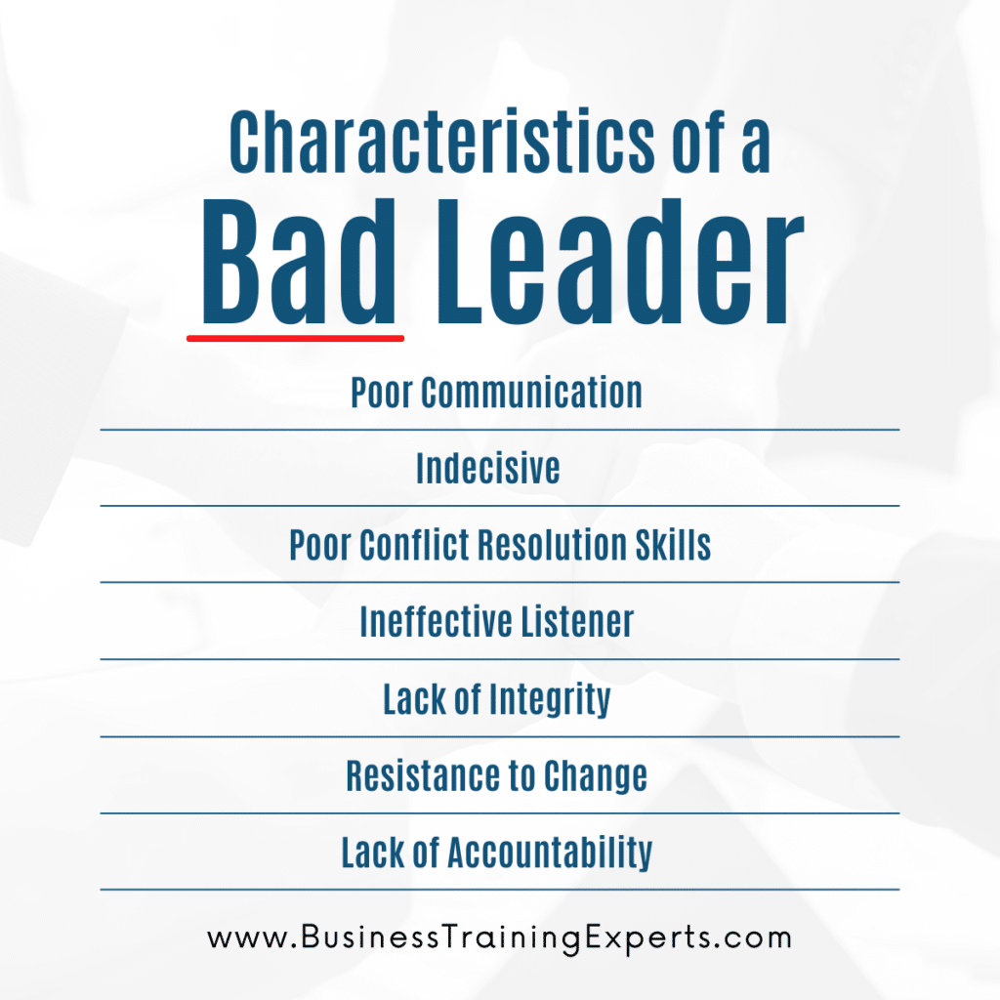 Characteristics of a
Bad Leader
Poor Communication
Indecisive
Poor Conflict Resolution Skills
Ineffective Listener
Lack of Integrity
Resistance to Change
Lack of Accountability
www.BusinessTrainingExperts.com